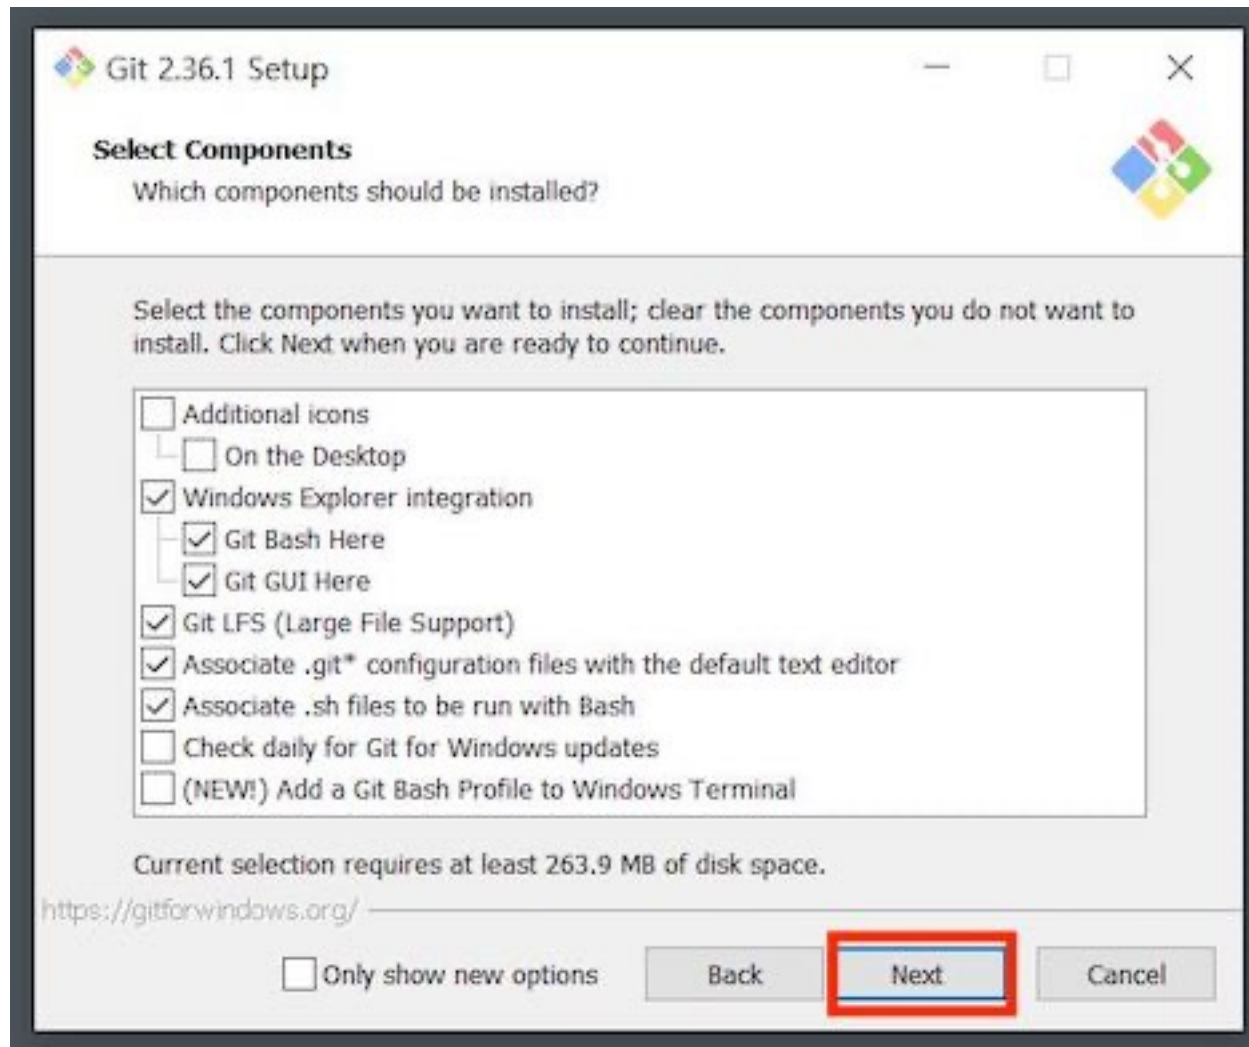 Git 2.36.1 Setup
Select Components
Which components should be installed?
Select the components you want to install; clear the components you do not want to
install. Click Next when you are ready to continue.
Additional icons
On the Desktop
Windows Explorer integration
Git Bash Here
Git GUI Here
Git LFS (Large File Support)
Associate .git* configuration files with the default text editor
Associate .sh files to be run with Bash
Check daily for Git for Windows updates
(NEW!) Add a Git Bash Profile to Windows Terminal
Current selection requires at least 263.9 MB of disk space.
https://gitforwindows.org/
Only show new options
Back
Next
Cancel